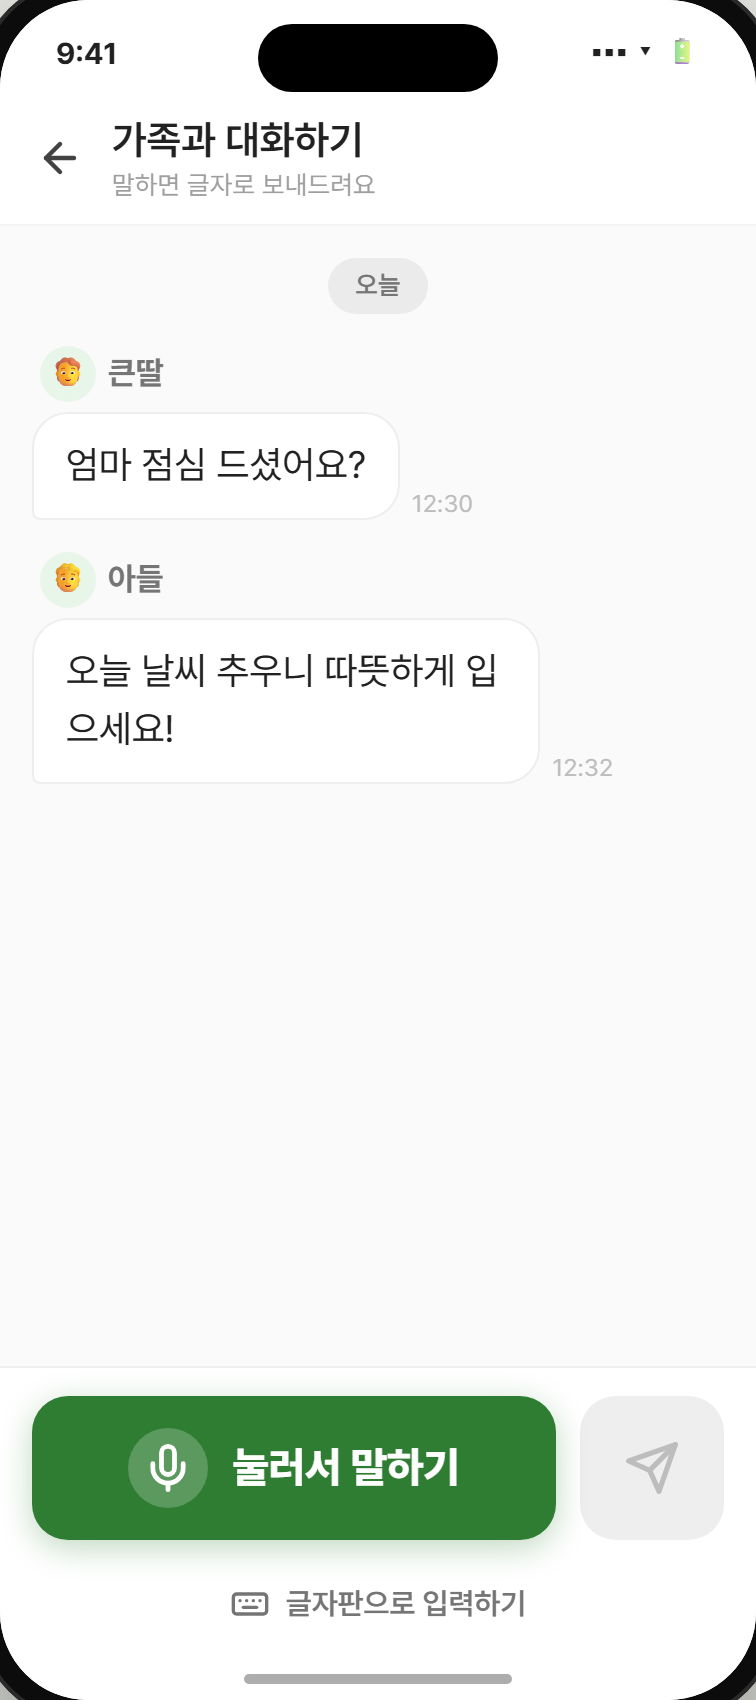 9:41
가족과 대화하기
말하면 글자로 보내드려요
오늘
큰딸
엄마 점심 드셨어요?
12:30
아들
오늘 날씨 추우니 따뜻하게 입
으세요!
12:32
눌러서 말하기
글자판으로 입력하기